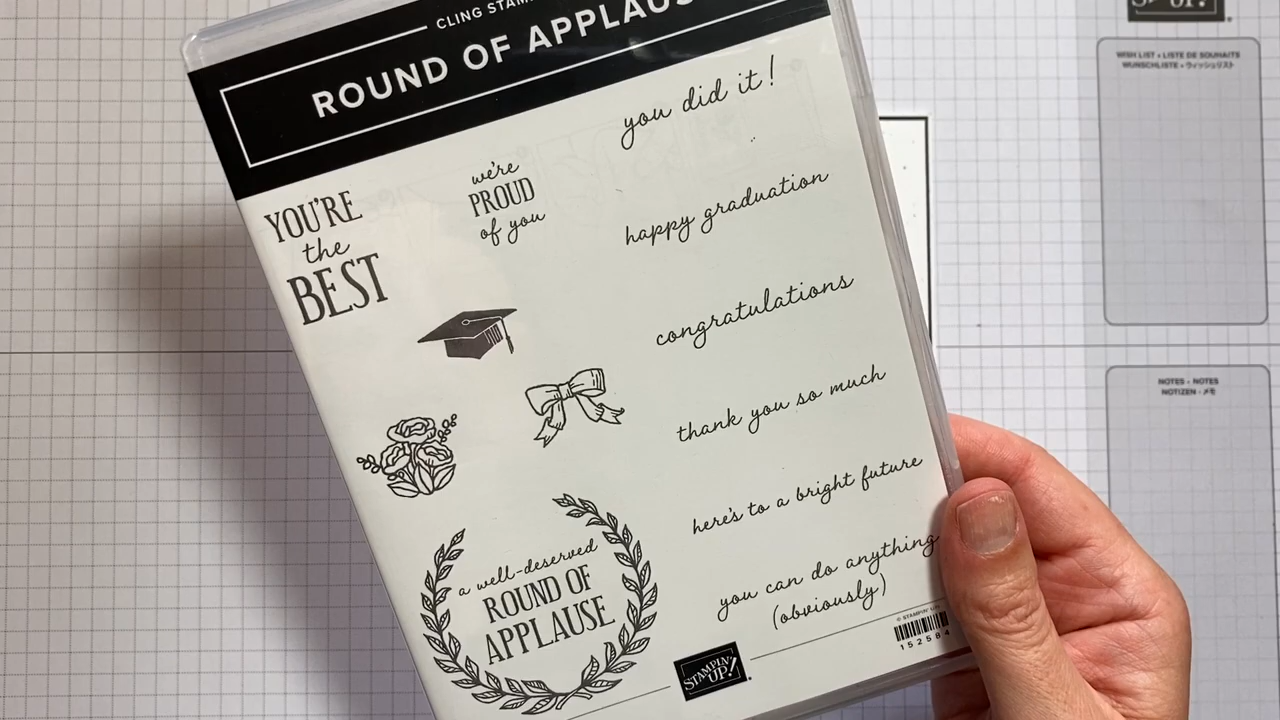 CLING
ROUND OF APPLAUSE
you did it!
we're
PROUD
of you
YOU'RE
the
BEST
happy graduation
congratulations
thank you so much
here's to a bright future
you can do anything
(obviously)
a well-deserved
ROUND OF
APPLAUSE
STAMPIN' UP!
© STAMPIN'
152584
UP!
WISH LIST • LISTE DE SOUHAITS
WUNSCHLISTE • ウィッシュリスト
NOTES • NOTES
NOTIZEN • メモ